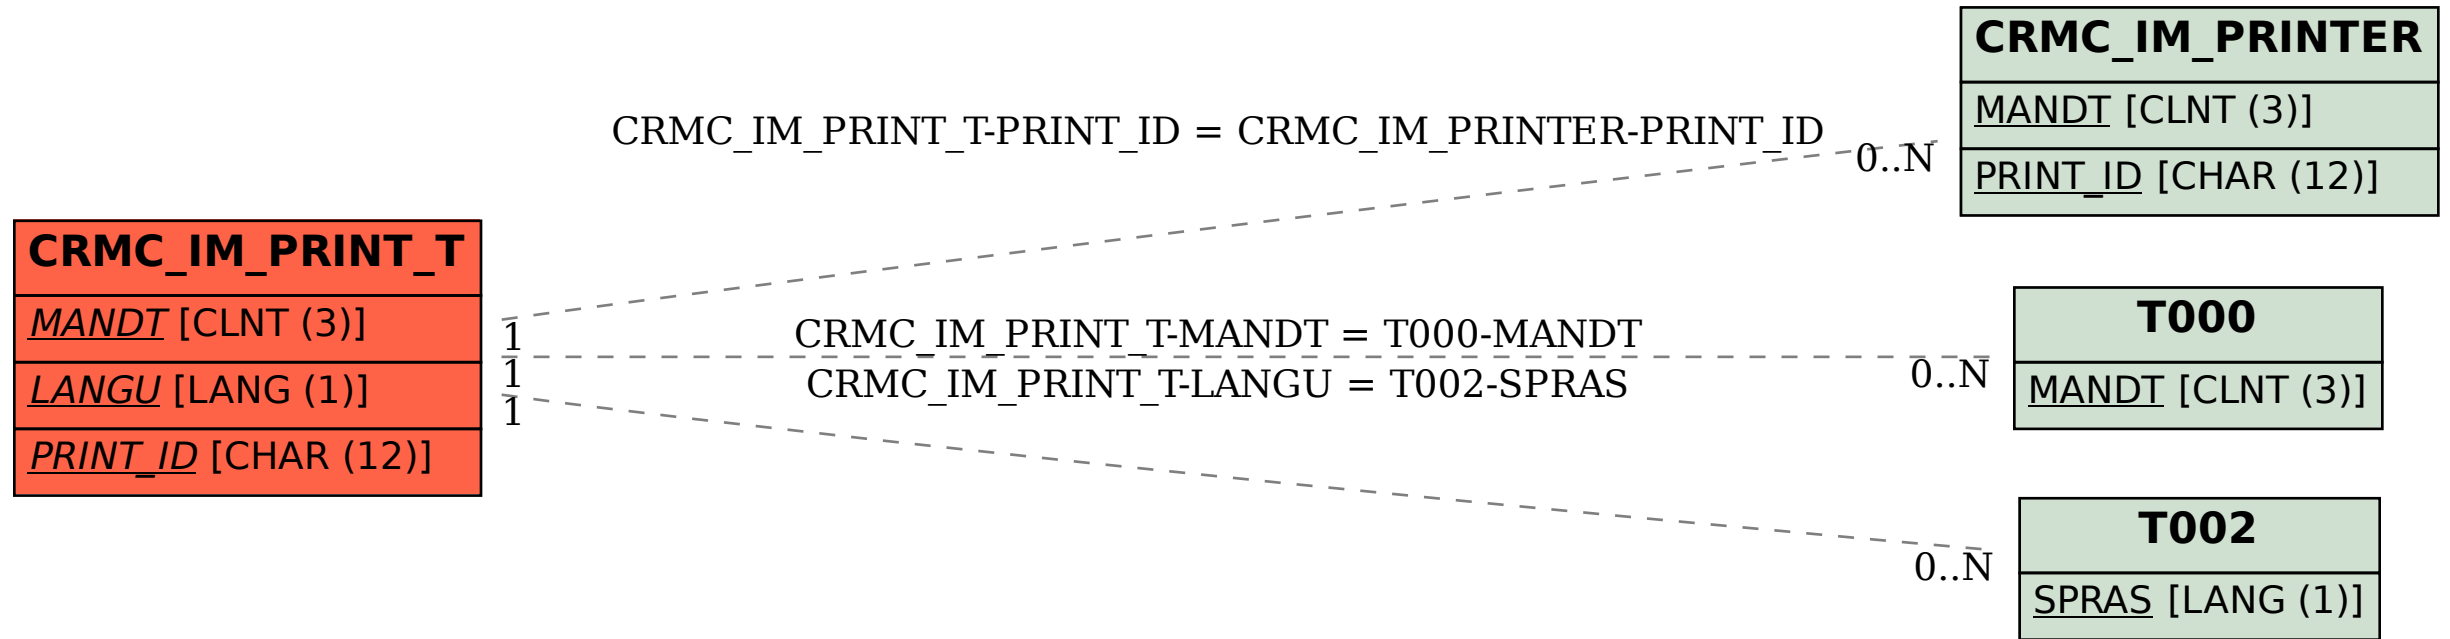 CRMC_IM_PRINTER
MANDT [CLNT (3)]
PRINT_ID [CHAR (12)]
CRMC_IM_PRINT_T-PRINT_ID = CRMC_IM_PRINTER-PRINT_ID
0..N
CRMC_IM_PRINT_T
MANDT [CLNT (3)]
LANGU [LANG (1)]
PRINT_ID [CHAR (12)]
1
1
1
CRMC_IM_PRINT_T-MANDT = T000-MANDT
0..N
CRMC_IM_PRINT_T-LANGU = T002-SPRAS
0..N
T000
MANDT [CLNT (3)]
T002
SPRAS [LANG (1)]